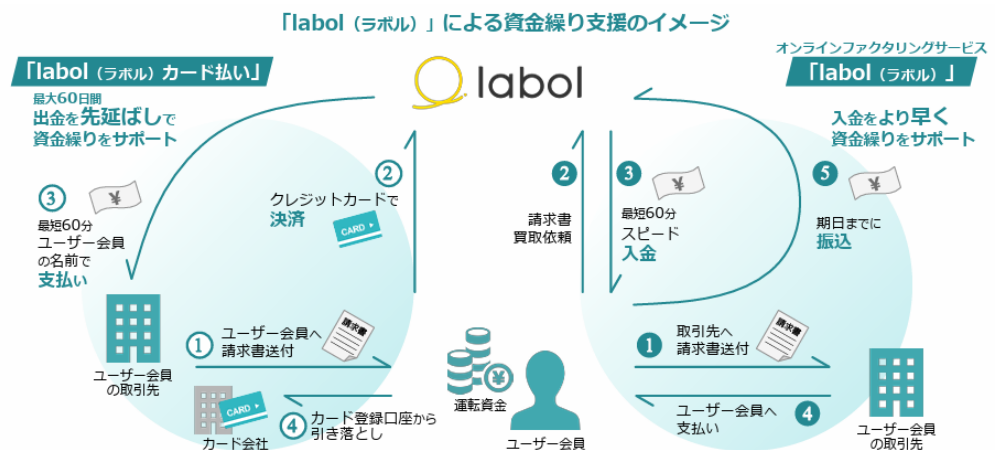 「labol（ラボル）」による資金繰り支援のイメージ
「labol（ラボル）カード払い」
最大60日間
出金を先延ばしで
資金繰りをサポート
labol
オンラインファクタリングサービス
「labol（ラボル）」
入金をより早く
資金繰りをサポート
③
¥
最短60分
ユーザー会員
の名前で
支払い
②
クレジットカードで
決済
CARD
❷
請求書
買取依頼
❸
¥
最短60分
スピード
入金
❺
¥
期日までに
振込
ユーザー会員
の取引先
①
ユーザー会員へ
請求書送付
請求書
CARD
カード会社
④
カード登録口座から
引き落とし
¥
運転資金
ユーザー会員
❶
取引先へ
請求書送付
請求書
ユーザー会員へ
支払い
❹
ユーザー会員
の取引先